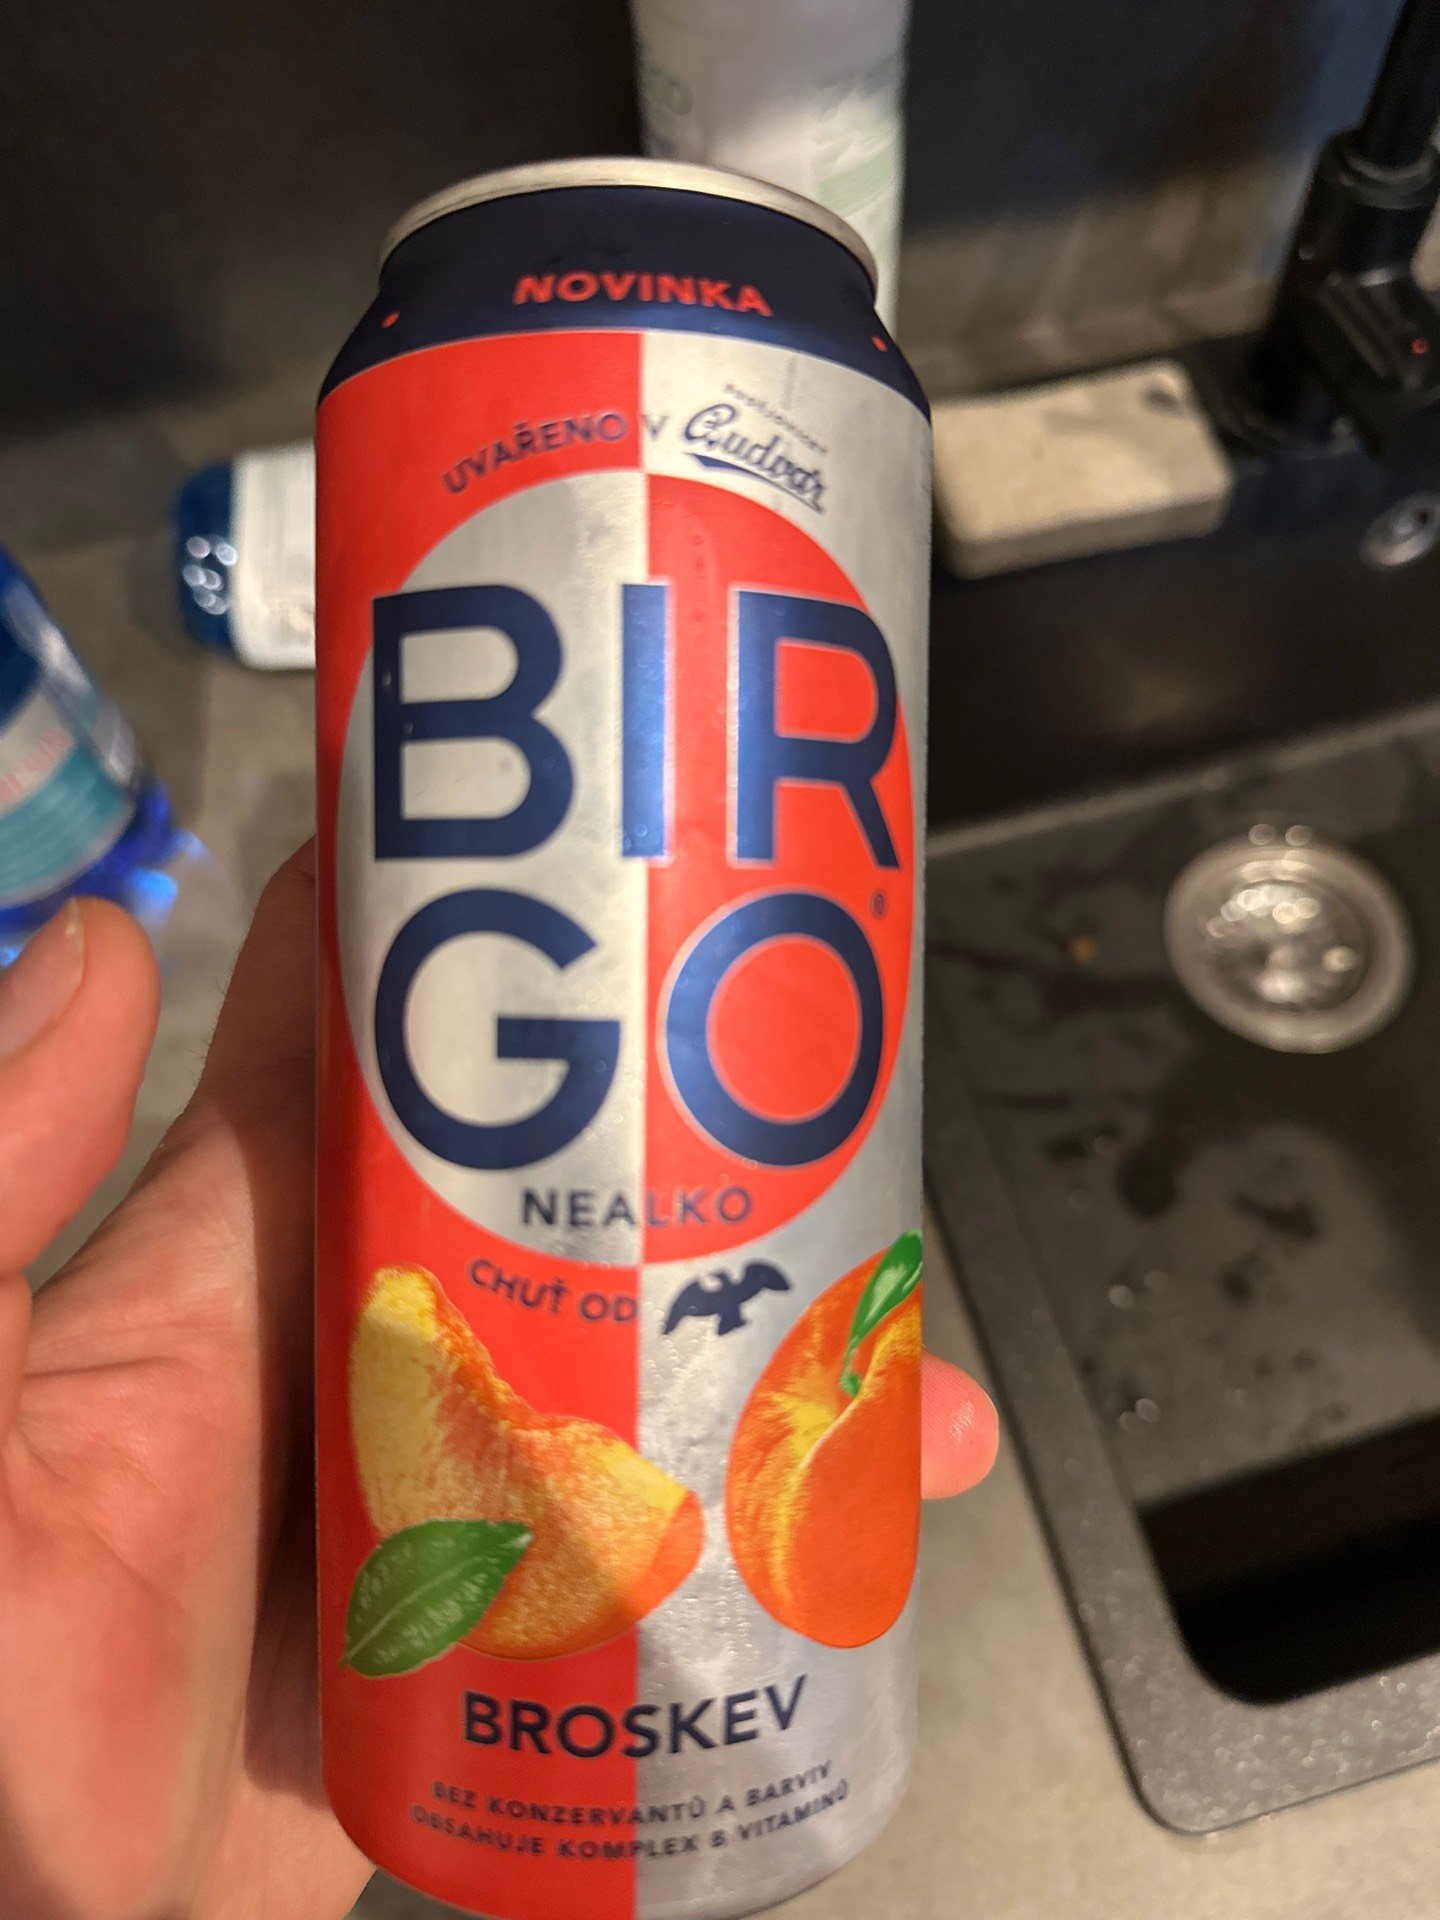 NOVINKA
UVAŘENO V Budvar
BIR
GO®
NEALKO
CHUŤ OD
BROSKEV
BEZ KONZERVANTŮ A BARVIV
OBSAHUJE KOMPLEX B VITAMINŮ